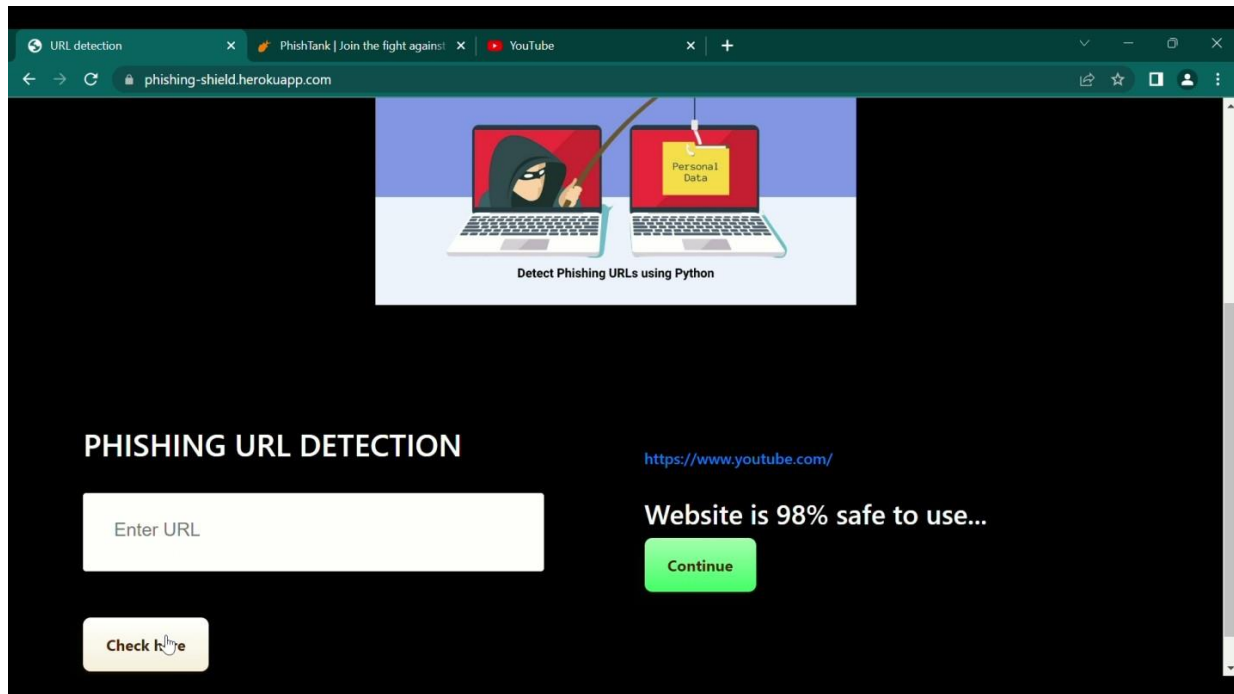 URL detection
PhishTank | Join the fight against
YouTube
phishing-shield.herokuapp.com
Personal
Data
Detect Phishing URLs using Python
PHISHING URL DETECTION
Enter URL
Check here
https://www.youtube.com/
Website is 98% safe to use...
Continue